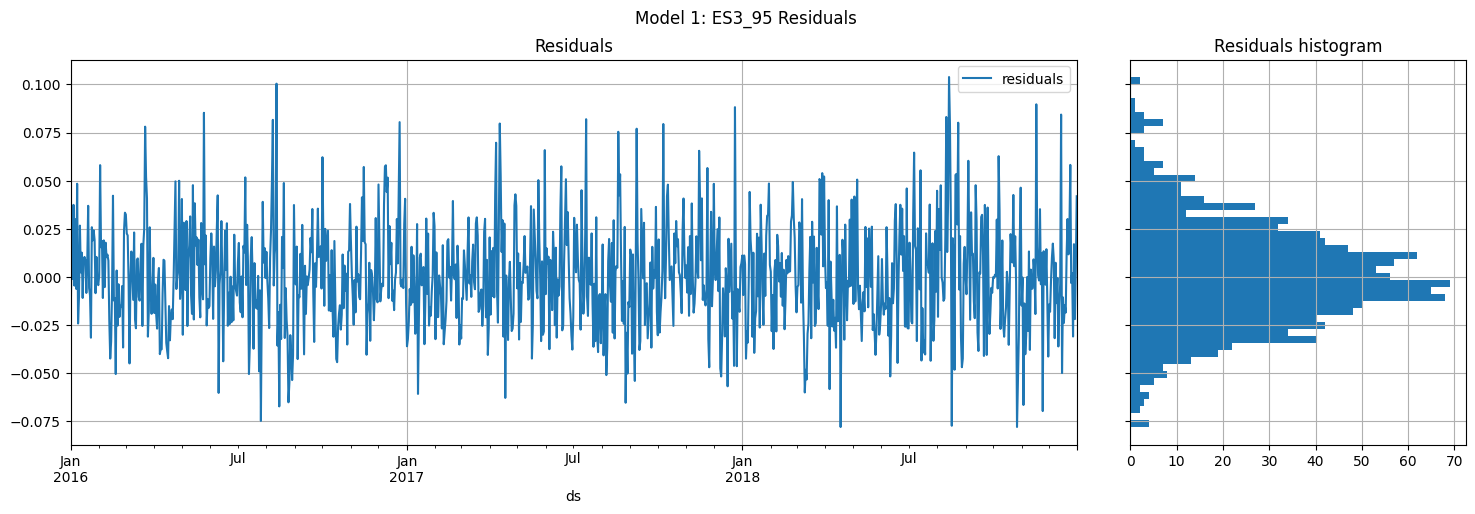 Model 1: ES3_95 Residuals
Residuals
residuals
0.100
0.075
0.050
0.025
0.000
−0.025
−0.050
−0.075
Jan
2016
Jul
Jan
2017
Jul
Jan
2018
Jul
ds
Residuals histogram
0 10 20 30 40 50 60 70